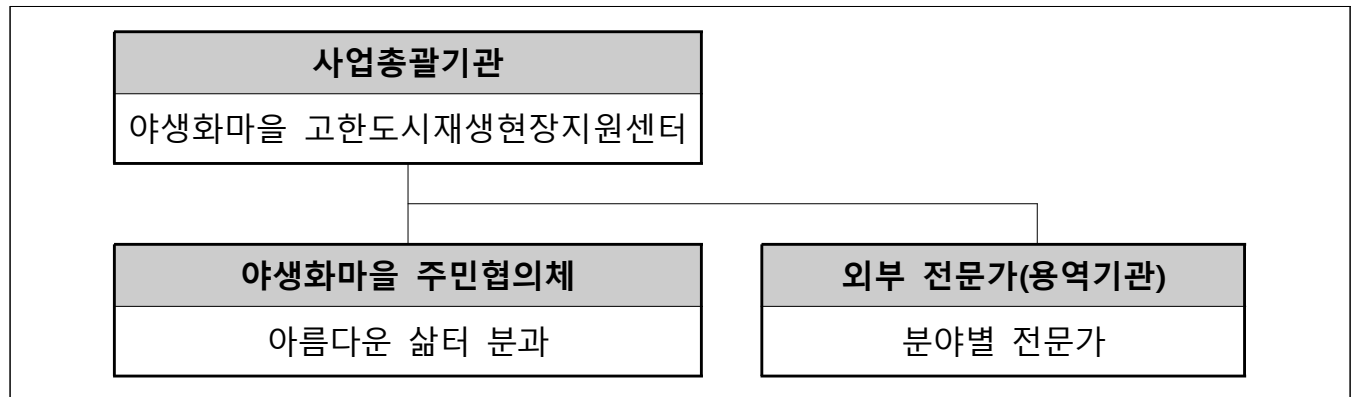 사업총괄기관
야생화마을 고한도시재생현장지원센터
야생화마을 주민협의체
아름다운 삶터 분과
외부 전문가(용역기관)
분야별 전문가